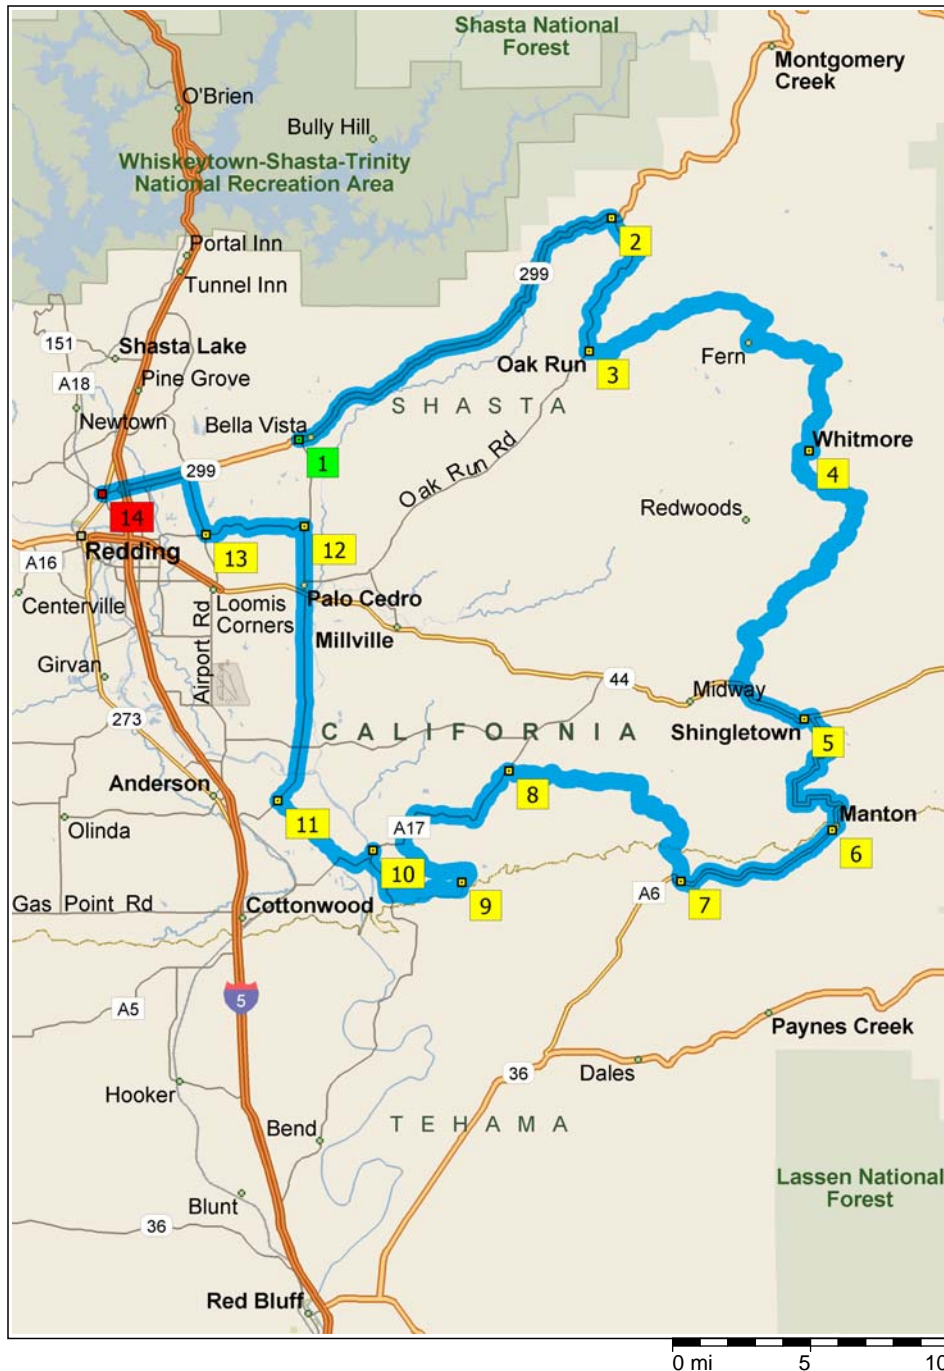 Shasta National
Forest
Montgomery
Creek
O'Brien
Bully Hill
Whiskeytown-Shasta-Trinity
National Recreation Area
2
Portal Inn
299
Tunnel Inn
151
Shasta Lake
Oak Run
Fern
3
A18
Pine Grove
SHASTA
Newtown
Bella Vista
Whitmore
1
299
Oak Run Rd
4
14
Redwoods
Redding
13
12
A16
Centerville
Loomis
Corners
Palo Cedro
Airport Rd
Millville
Girvan
44
Midway
273
CALIFORNIA
Shingletown
5
Anderson
8
Manton
11
A17
Olinda
6
10
A6
7
9
Gas Point Rd
Cottonwood
5
A5
Paynes Creek
36
Dales
Hooker
Bend
TEHAMA
Lassen National
Forest
Blunt
36
Red Bluff
0 mi 5 10